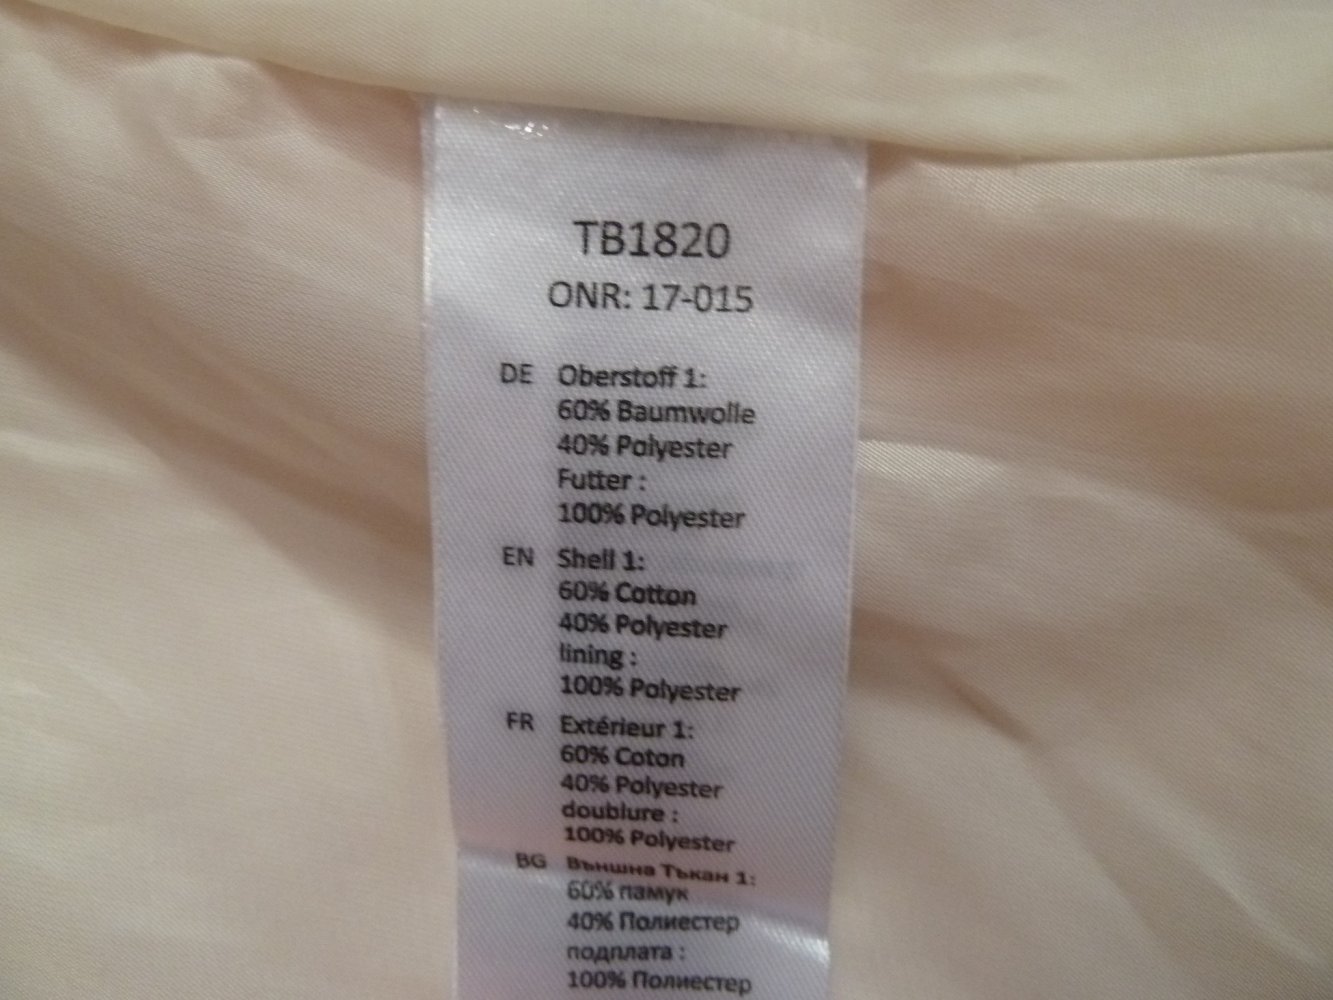 TB1820
ONR: 17-015
DE Oberstoff 1:
60% Baumwolle
40% Polyester
Futter :
100% Polyester
EN Shell 1:
60% Cotton
40% Polyester
lining :
100% Polyester
FR Extérieur 1:
60% Coton
40% Polyester
doublure :
100% Polyester
BG Външна Тъкан 1:
60% памук
40% Полиестер
подплата :
100% Полиестер